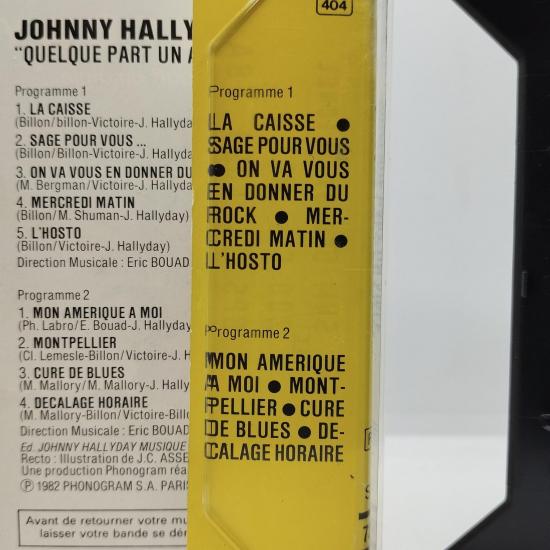 JOHNNY HALLY
"QUELQUE PART UN A
Programme 1
1. LA CAISSE
(Billon/billon-Victoire-J. Hallyda
2. SAGE POUR VOUS ...
(Billon/Billon-Victoire-J. Hallyda
3. ON VA VOUS EN DONNER DU
(M. Bergman/Victoire-J. Hallyda
4. MERCREDI MATIN
(Billon/M. Shuman-J. Hallyday)
5. L'HOSTO
(Billon/Victoire-J. Hallyday)
Direction Musicale : Eric BOUAD
Programme 2
1. MON AMERIQUE A MOI
(Ph. Labro/E. Bouad-J. Hallyday
2. MONTPELLIER
(Cl. Lemesle-Billon/Victoire-J. H
3. CURE DE BLUES
(M. Mallory/M. Mallory-J. Hally
4. DECALAGE HORAIRE
(M. Mallory-Billon/Victoire-Billo
Direction Musicale : Eric BOUAD
Ed. JOHNNY HALLYDAY MUSIQUE
Recto : Illustration de J.C. ASSE
Une production Phonogram réa
Ⓟ 1982 PHONOGRAM S.A. PARI
Avant de retourner votre mu
laisser votre bande se dér
404
Programme 1
LA CAISSE ●
SAGE POUR VOUS
● ON VA VOUS
EN DONNER DU
ROCK ● MER-
CREDI MATIN ●
L'HOSTO
Programme 2
MON AMERIQUE
A MOI ● MONT-
PELLIER ● CURE
DE BLUES ● DE-
CALAGE HORAIRE